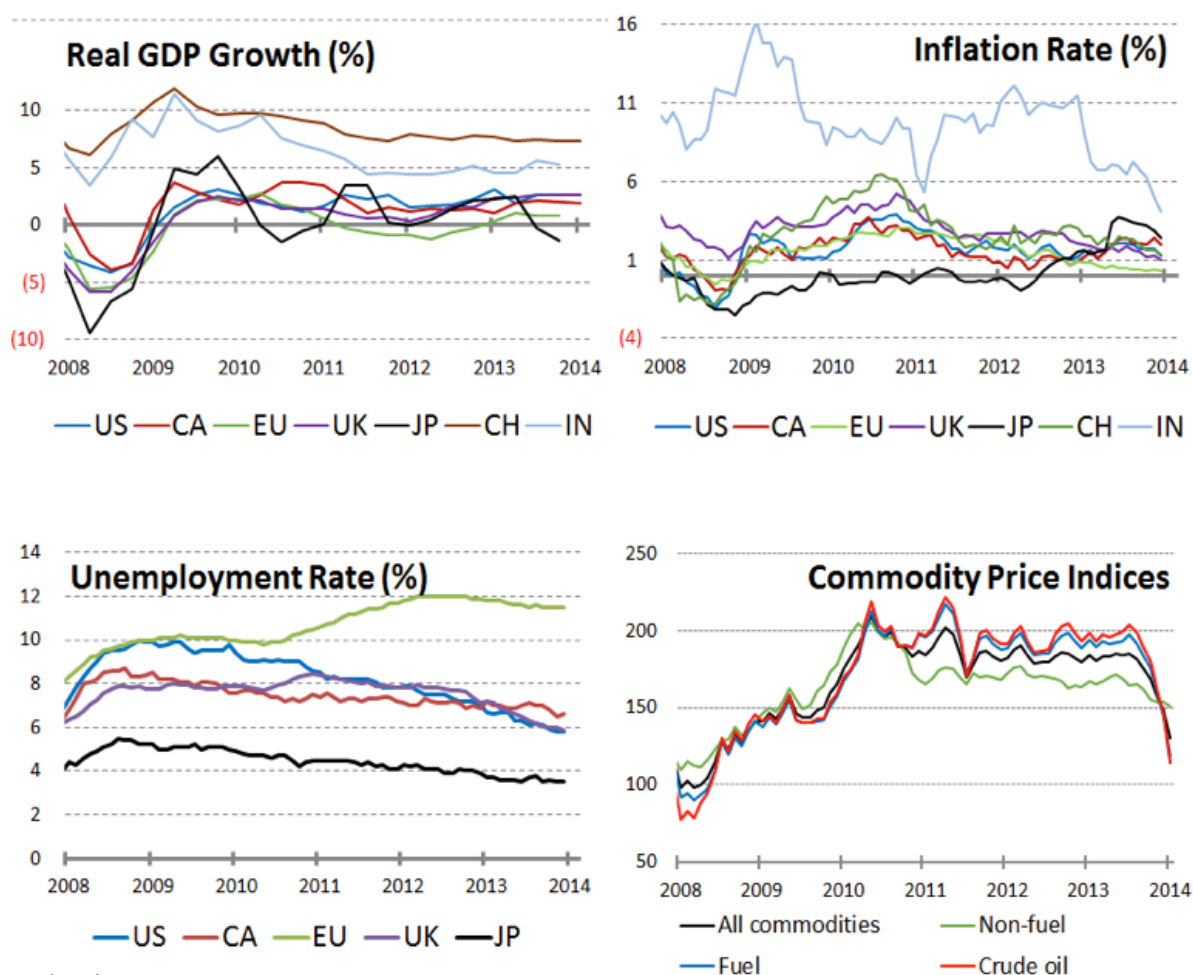 Real GDP Growth (%)
10
5
0
(5)
(10)
2008 2009 2010 2011 2012 2013 2014
US CA EU UK JP CH IN
Inflation Rate (%)
16
11
6
1
(4)
2008 2009 2010 2011 2012 2013 2014
US CA EU UK JP CH IN
Unemployment Rate (%)
14
12
10
8
6
4
2
0
2008 2009 2010 2011 2012 2013 2014
US CA EU UK JP
Commodity Price Indices
250
200
150
100
50
2008 2009 2010 2011 2012 2013 2014
All commodities Non-fuel
Fuel Crude oil